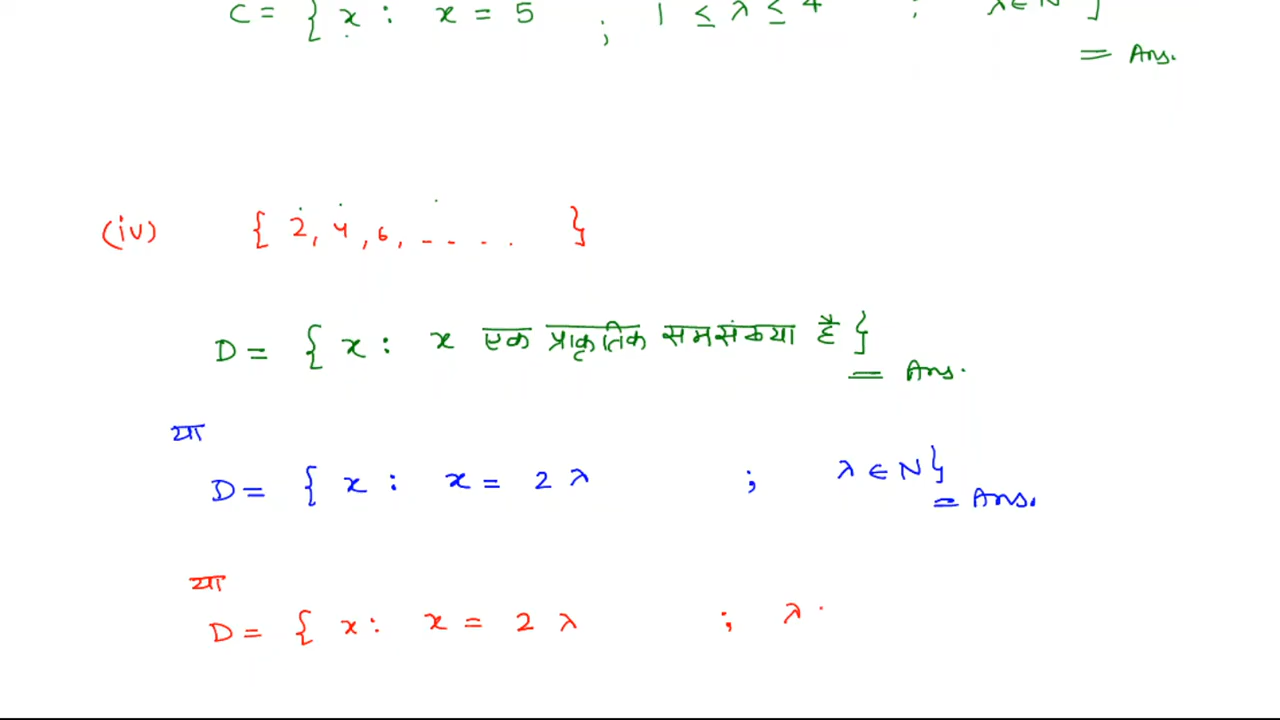 C = { x : x = 5 ; 1 ≤ λ ≤ 4 ; λ ∈ N }
= Ans.
(iv) { 2, 4, 6, - - . . }
D = { x : x एक प्राकृतिक समसंख्या है }
= Ans.
या
D = { x : x = 2 λ ; λ ∈ N }
= Ans.
या
D = { x : x = 2 λ ; λ